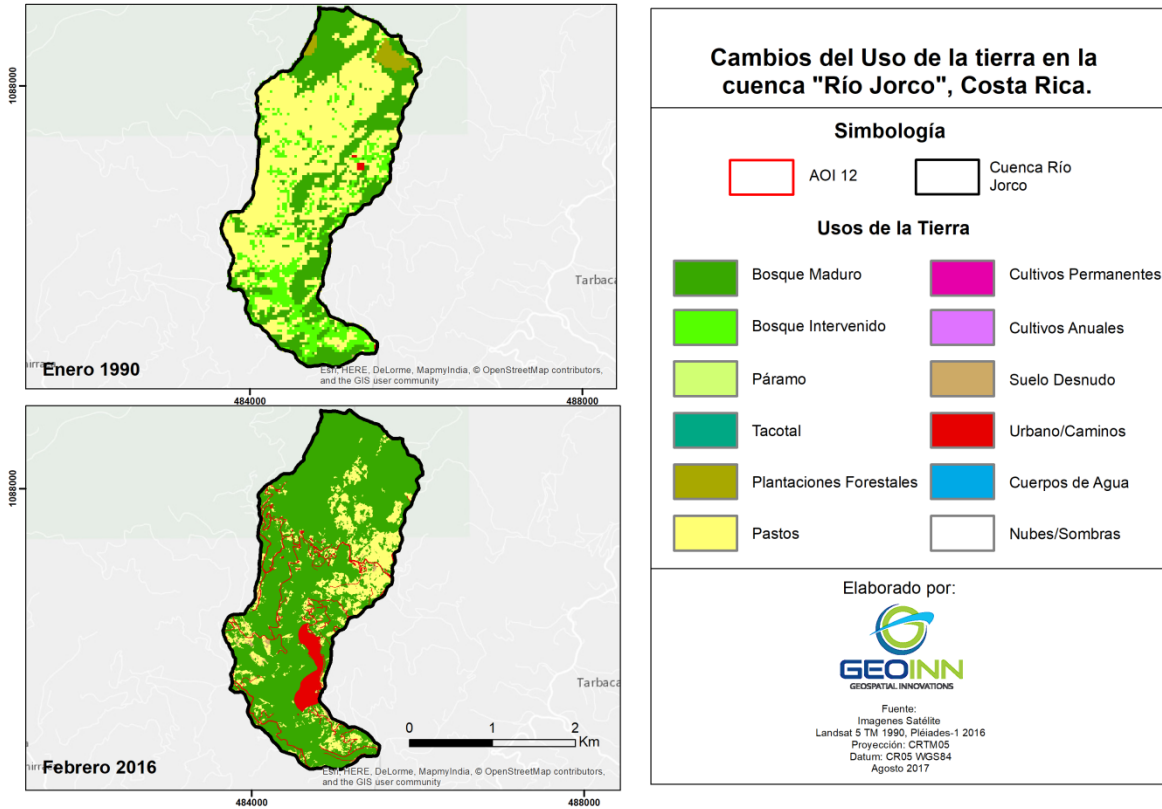 1088000
Tarbaca
Enero 1990
Esri, HERE, DeLorme, MapmyIndia, © OpenStreetMap contributors,
and the GIS user community
484000
488000
1088000
Tarbaca
0 1 2
Km
Febrero 2016
Esri, HERE, DeLorme, MapmyIndia, © OpenStreetMap contributors,
and the GIS user community
484000
488000
Cambios del Uso de la tierra en la
cuenca "Río Jorco", Costa Rica.
Simbología
AOI 12
Cuenca Río
Jorco
Usos de la Tierra
Bosque Maduro
Cultivos Permanentes
Bosque Intervenido
Cultivos Anuales
Páramo
Suelo Desnudo
Tacotal
Urbano/Caminos
Plantaciones Forestales
Cuerpos de Agua
Pastos
Nubes/Sombras
Elaborado por:
GEOINN
GEOSPATIAL INNOVATIONS
Fuente:
Imagenes Satélite
Landsat 5 TM 1990, Pléiades-1 2016
Proyección: CRTM05
Datum: CR05 WGS84
Agosto 2017